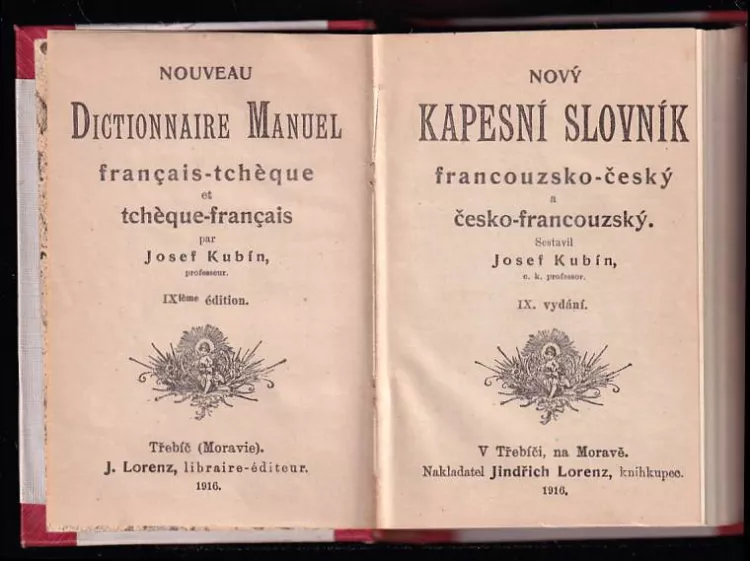 NOUVEAU
DICTIONNAIRE MANUEL
français-tchèque
et
tchèque-français
par
Josef Kubín,
professeur.
IXième édition.
Třebíč (Moravie).
J. Lorenz, libraire-éditeur.
1916.
NOVÝ
KAPESNÍ SLOVNÍK
francouzsko-český
a
česko-francouzský.
Sestavil
Josef Kubín,
c. k. professor.
IX. vydání.
V Třebíči, na Moravě.
Nakladatel Jindřich Lorenz, knihkupec.
1916.